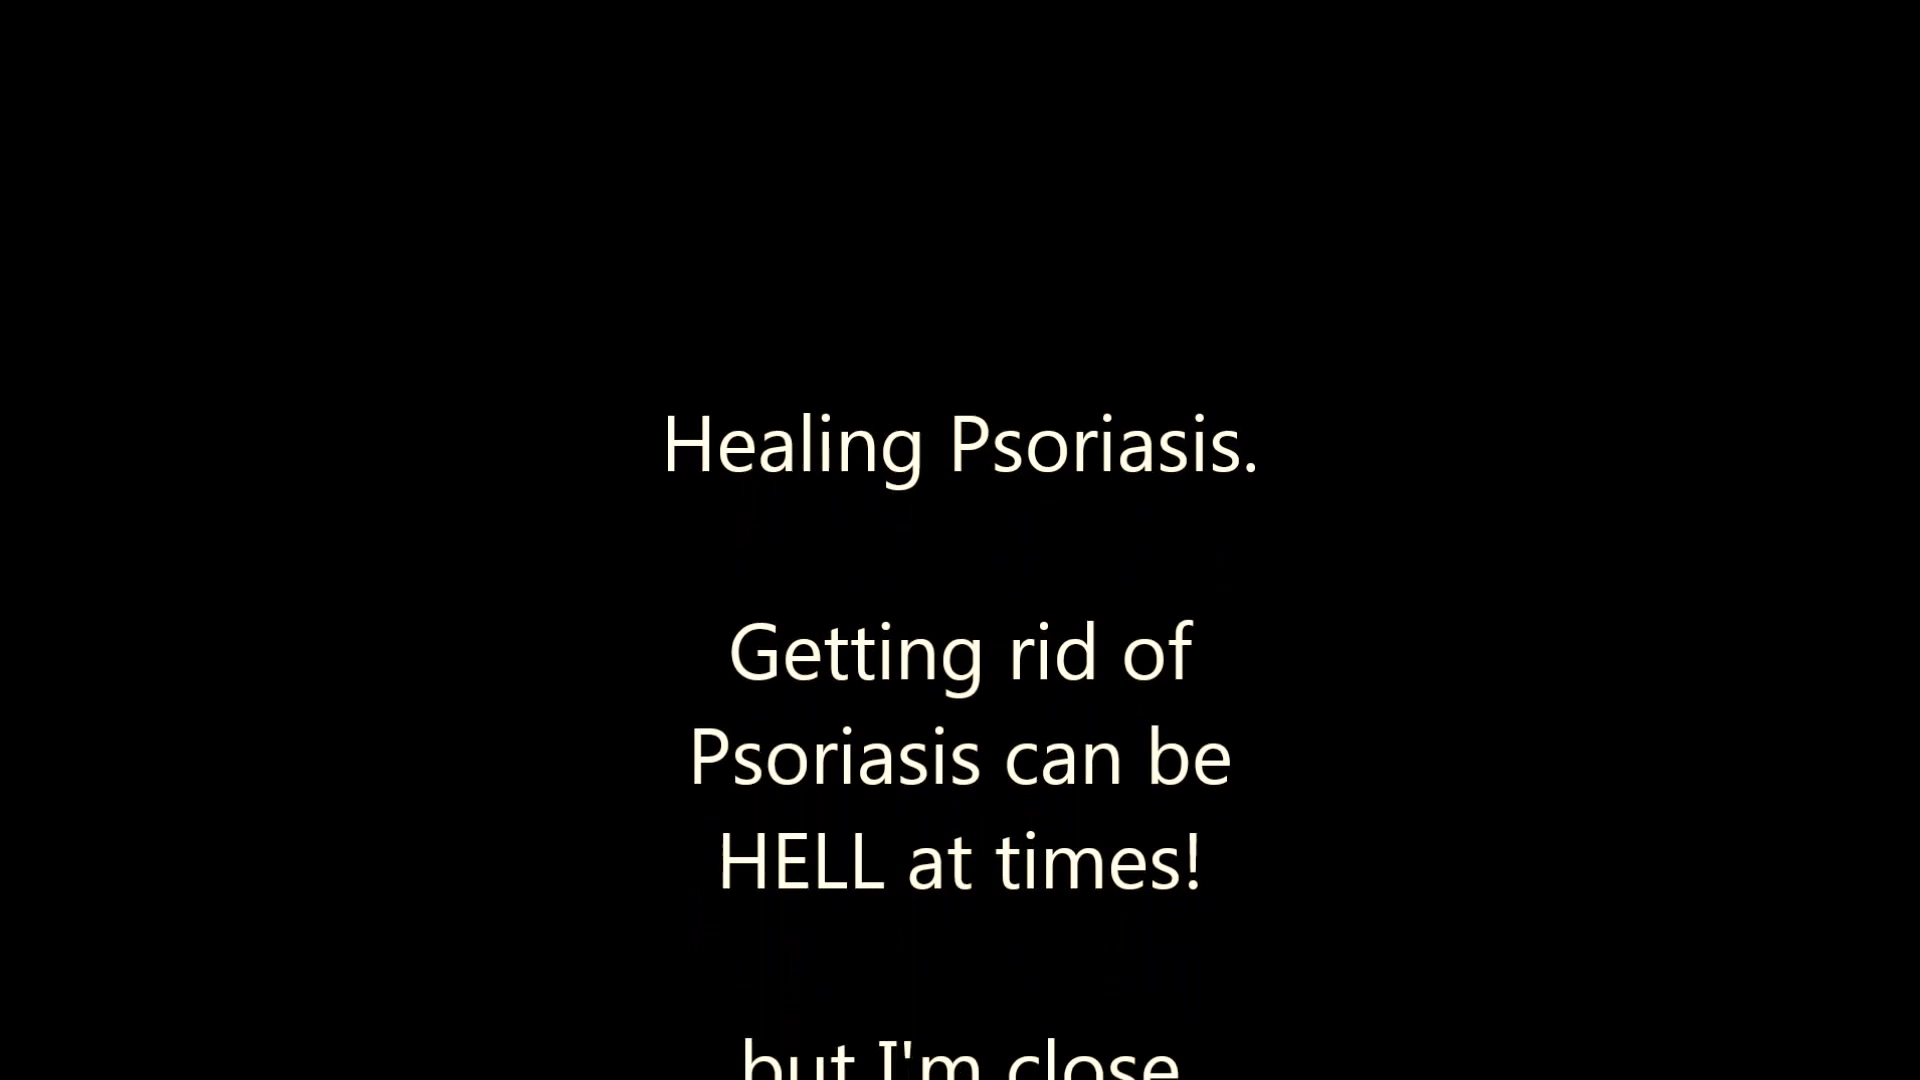 Healing Psoriasis.
Getting rid of
Psoriasis can be
HELL at times!
but I'm close